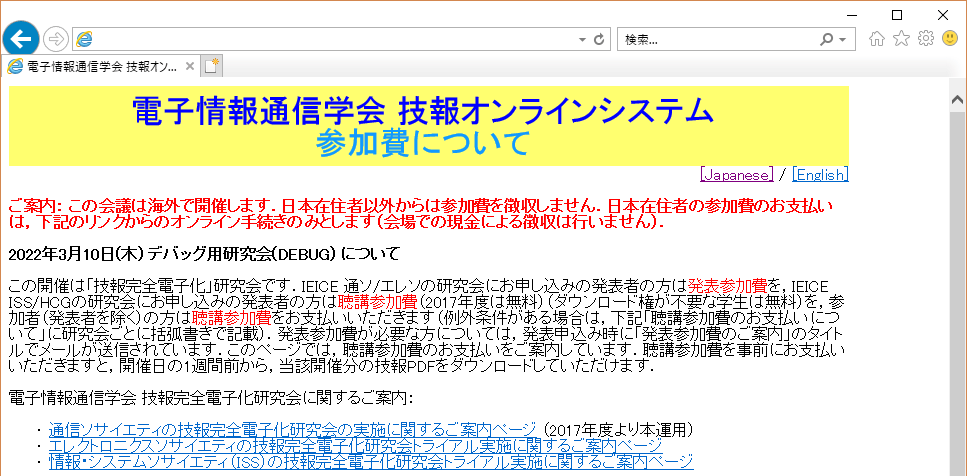 検索...
電子情報通信学会 技報オン...
電子情報通信学会 技報オンラインシステム
参加費について
[Japanese] / [English]
ご案内: この会議は海外で開催します. 日本在住者以外からは参加費を徴収しません. 日本在住者の参加費のお支払い
は, 下記のリンクからのオンライン手続きのみとします(会場での現金による徴収は行いません).
2022年3月10日(木) デバッグ用研究会(DEBUG) について
この開催は「技報完全電子化」研究会です. IEICE 通ソ/エレソの研究会にお申し込みの発表者の方は発表参加費を, IEICE
ISS/HCGの研究会にお申し込みの発表者の方は聴講参加費(2017年度は無料) (ダウンロード権が不要な学生は無料)を, 参
加者(発表者を除く)の方は聴講参加費をお支払いいただきます(例外条件がある場合は, 下記「聴講参加費のお支払いにつ
いて」に研究会ごとに括弧書きで記載). 発表参加費が必要な方については, 発表申込み時に「発表参加費のご案内」のタイト
ルでメールが送信されています. このページでは, 聴講参加費のお支払いをご案内しています. 聴講参加費を事前にお支払い
いただきますと, 開催日の1週間前から, 当該開催分の技報PDFをダウンロードしていただけます.
電子情報通信学会 技報完全電子化研究会に関するご案内:
・ 通信ソサイエティの技報完全電子化研究会の実施に関するご案内ページ (2017年度より本運用)
・ エレクトロニクスソサイエティの技報完全電子化研究会トライアル実施に関するご案内ページ
・ 情報・システムソサイエティ(ISS)の技報完全電子化研究会トライアル実施に関するご案内ページ